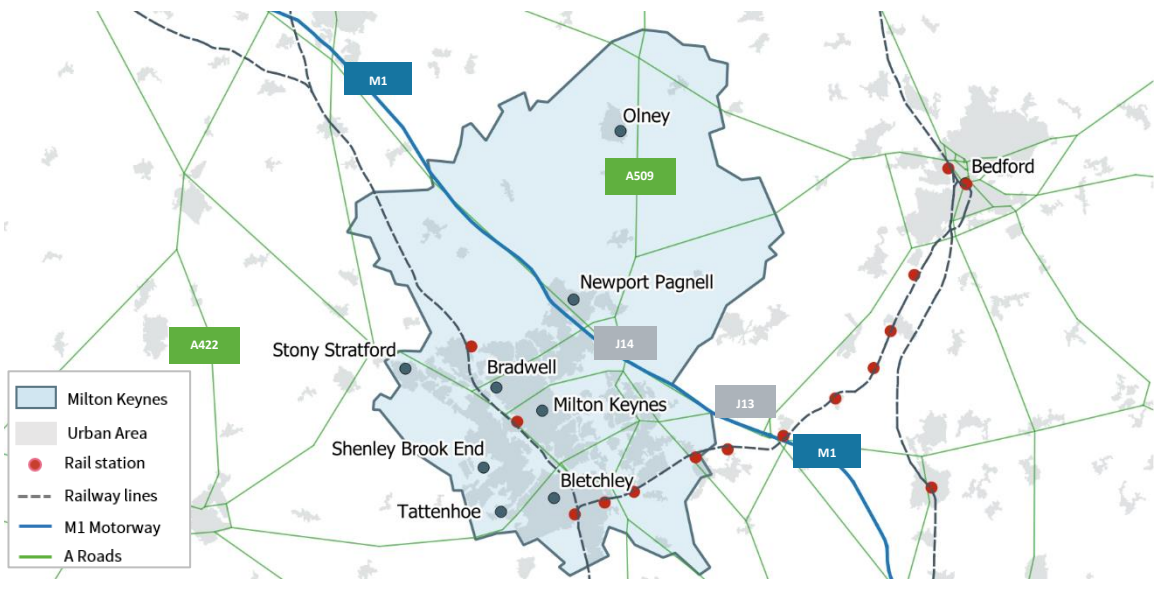 M1
Olney
A509
Bedford
Newport Pagnell
A422
J14
Stony Stratford
Bradwell
Milton Keynes
J13
M1
Shenley Brook End
Bletchley
Tattenhoe
Milton Keynes
Urban Area
Rail station
Railway lines
M1 Motorway
A Roads